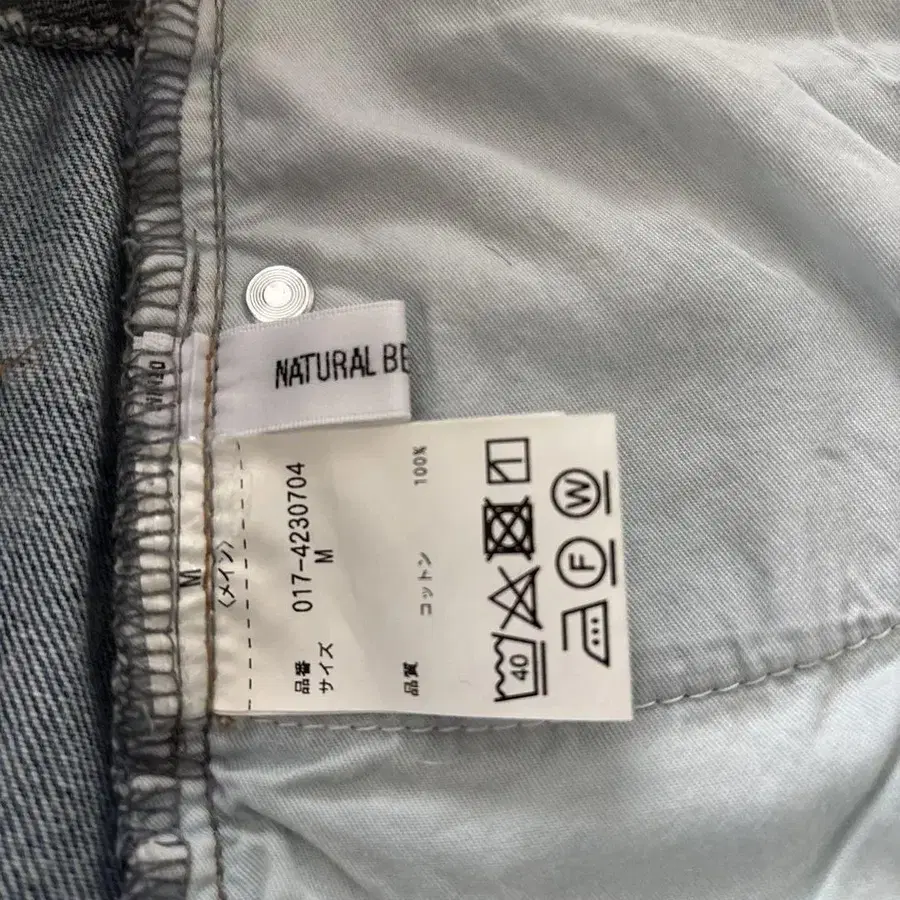 NATURAL BE
M
〈メイン〉
品番 017-4230704
サイズ M
品質 コットン 100%
40
W
F